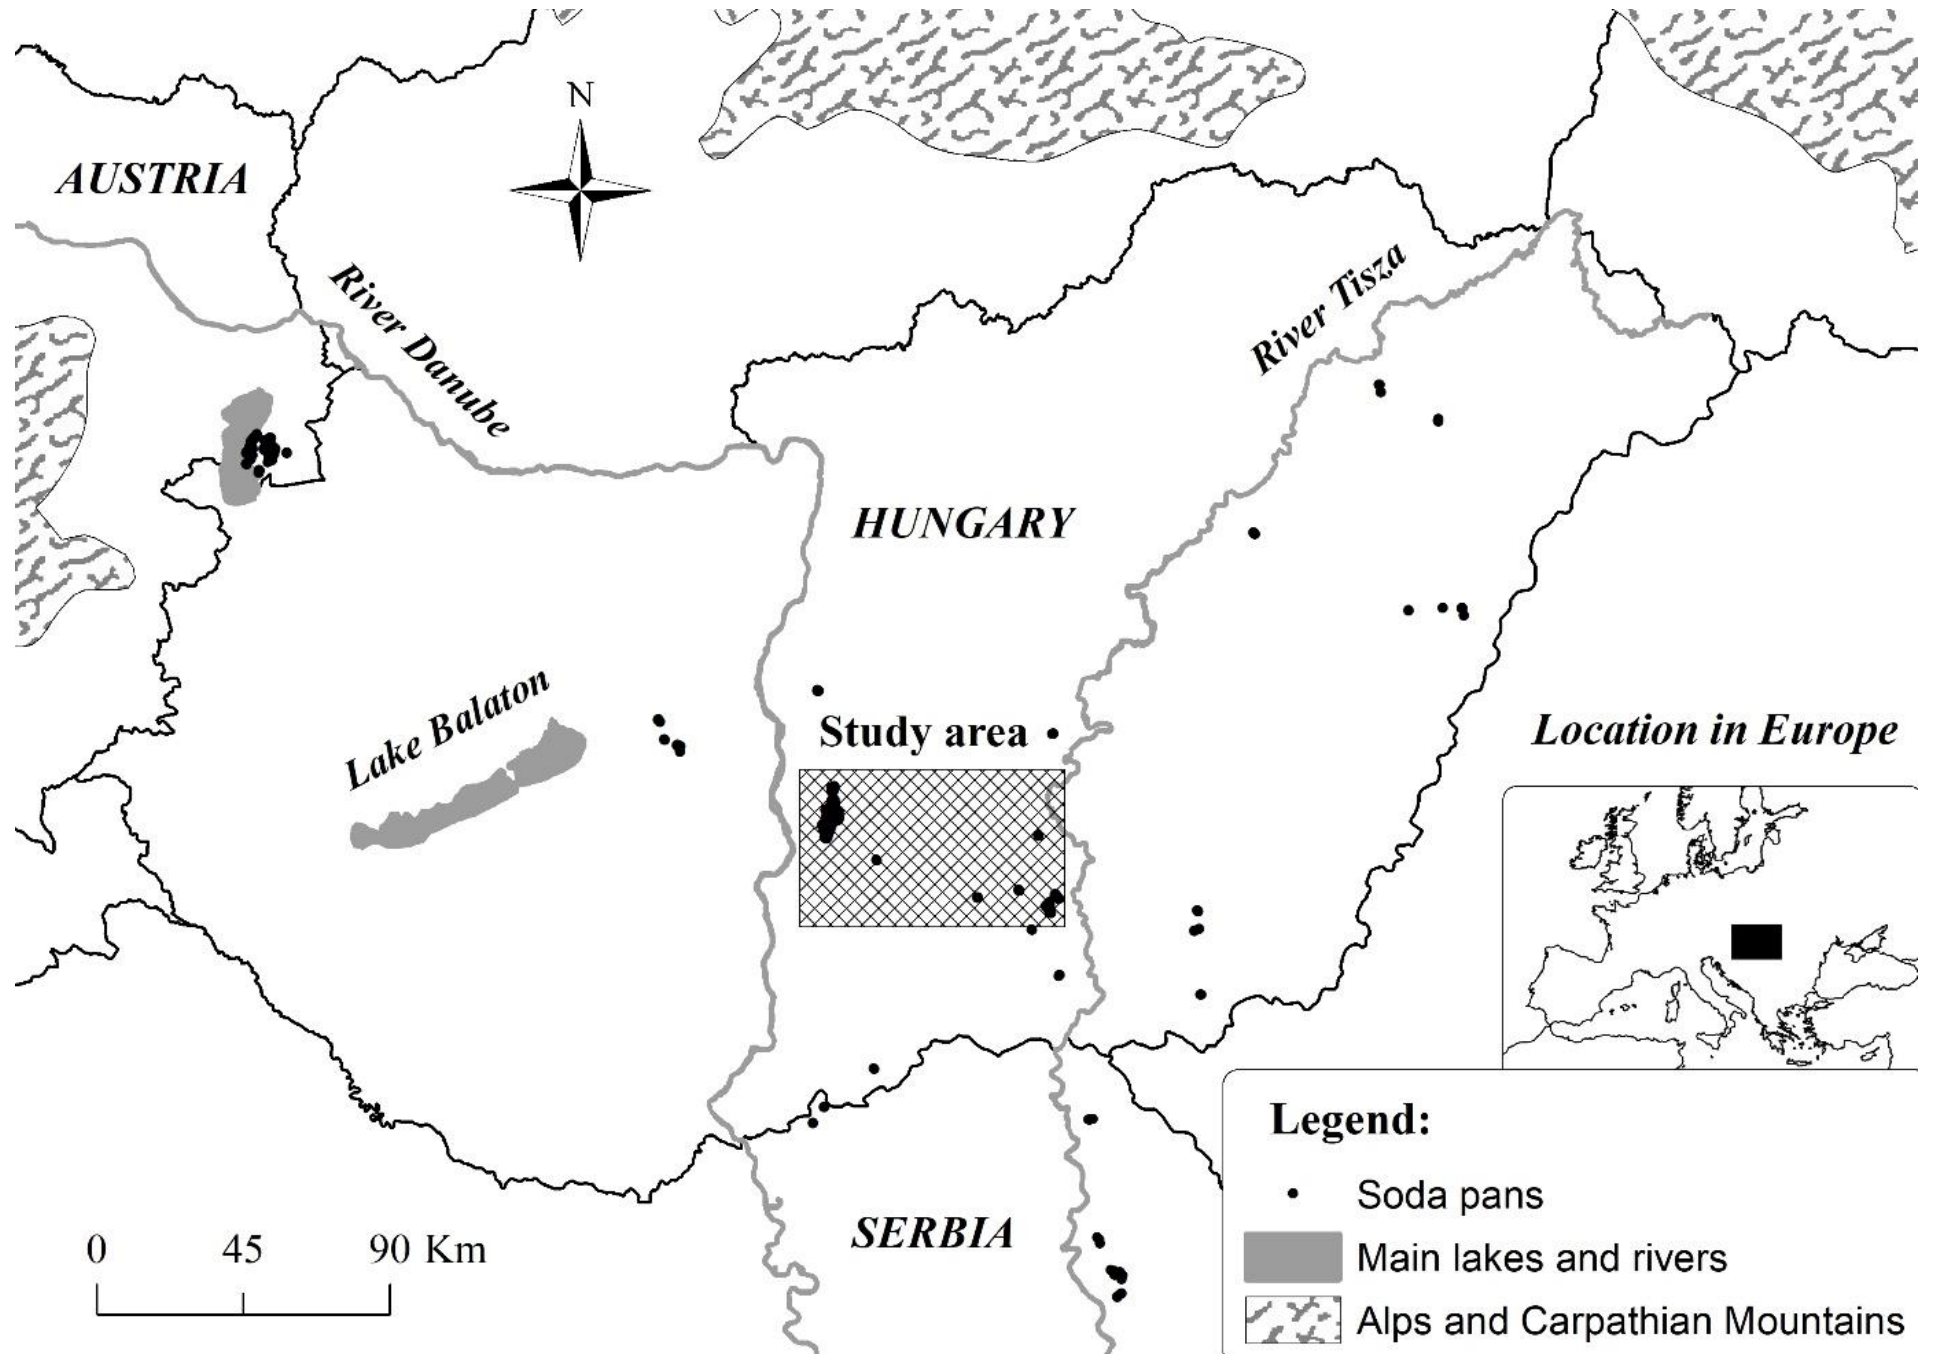 N
AUSTRIA
River Danube
River Tisza
HUNGARY
Lake Balaton
Study area
Location in Europe
SERBIA
0 45 90 Km
Legend:
Soda pans
Main lakes and rivers
Alps and Carpathian Mountains